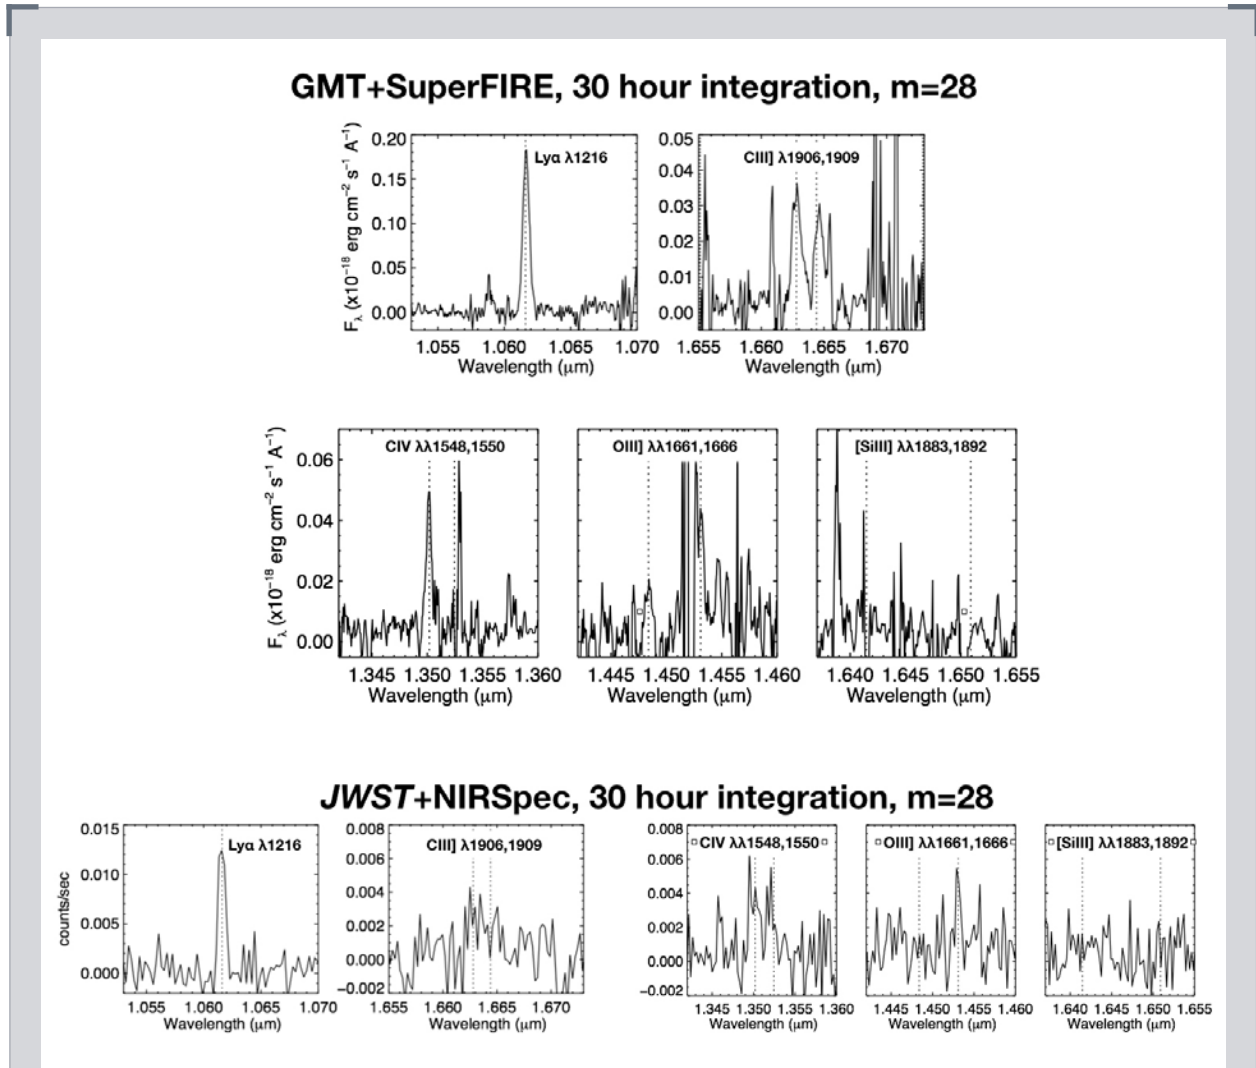 GMT+SuperFIRE, 30 hour integration, m=28
Fλ (x10⁻¹⁸ erg cm⁻² s⁻¹ A⁻¹)
0.20
0.15
0.10
0.05
0.00
Lyα λ1216
1.055 1.060 1.065 1.070
Wavelength (μm)
0.05
0.04
0.03
0.02
0.01
0.00
CIII] λ1906,1909
1.655 1.660 1.665 1.670
Wavelength (μm)
Fλ (x10⁻¹⁸ erg cm⁻² s⁻¹ A⁻¹)
0.06
0.04
0.02
0.00
CIV λλ1548,1550
1.345 1.350 1.355 1.360
Wavelength (μm)
OIII] λλ1661,1666
1.445 1.450 1.455 1.460
Wavelength (μm)
[SiIII] λλ1883,1892
1.640 1.645 1.650 1.655
Wavelength (μm)
JWST+NIRSpec, 30 hour integration, m=28
counts/sec
0.015
0.010
0.005
0.000
Lyα λ1216
1.055 1.060 1.065 1.070
Wavelength (μm)
0.008
0.006
0.004
0.002
0.000
−0.002
CIII] λ1906,1909
1.655 1.660 1.665 1.670
Wavelength (μm)
0.008
0.006
0.004
0.002
0.000
−0.002
CIV λλ1548,1550
1.345 1.350 1.355 1.360
Wavelength (μm)
OIII] λλ1661,1666
1.445 1.450 1.455 1.460
Wavelength (μm)
[SiIII] λλ1883,1892
1.640 1.645 1.650 1.655
Wavelength (μm)